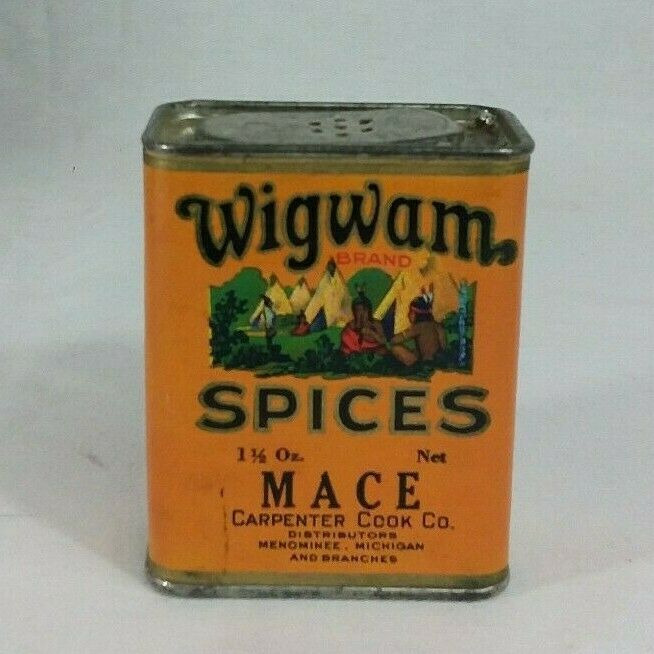 Wigwam
BRAND
SPICES
1½ Oz. Net
MACE
CARPENTER COOK CO.
DISTRIBUTORS
MENOMINEE, MICHIGAN
AND BRANCHES